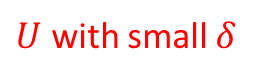 𝑈 with small 𝛿